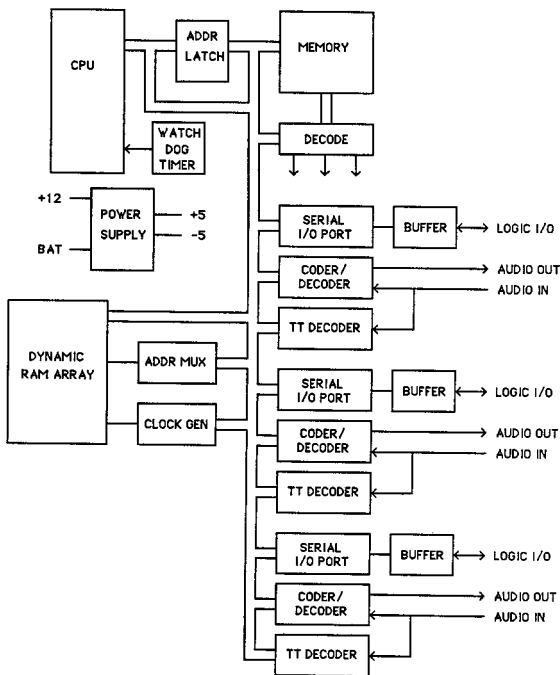 CPU
ADDR
LATCH
MEMORY
DECODE
WATCH
DOG
TIMER
+12
BAT
POWER
SUPPLY
+5
-5
SERIAL
I/O PORT
BUFFER
LOGIC I/O
CODER/
DECODER
AUDIO OUT
AUDIO IN
TT DECODER
DYNAMIC
RAM ARRAY
ADDR MUX
CLOCK GEN
SERIAL
I/O PORT
BUFFER
LOGIC I/O
CODER/
DECODER
AUDIO OUT
AUDIO IN
TT DECODER
SERIAL
I/O PORT
BUFFER
LOGIC I/O
CODER/
DECODER
AUDIO OUT
AUDIO IN
TT DECODER